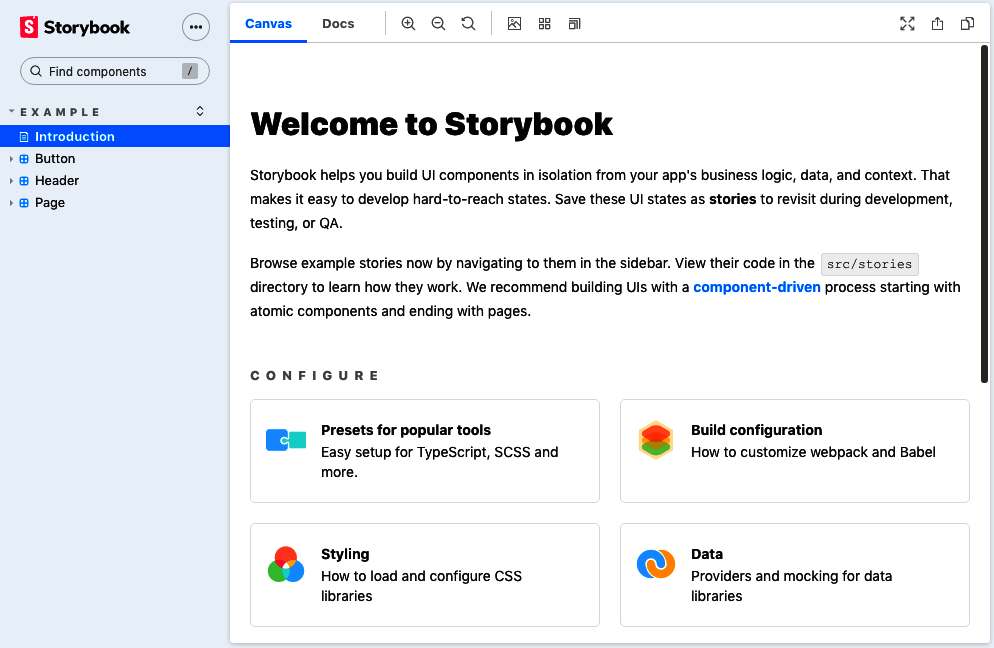 Storybook
Find components
/
EXAMPLE
Introduction
Button
Header
Page
Canvas
Docs
Welcome to Storybook
Storybook helps you build UI components in isolation from your app's business logic, data, and context. That
makes it easy to develop hard-to-reach states. Save these UI states as stories to revisit during development,
testing, or QA.
Browse example stories now by navigating to them in the sidebar. View their code in the src/stories
directory to learn how they work. We recommend building UIs with a component-driven process starting with
atomic components and ending with pages.
CONFIGURE
Presets for popular tools
Easy setup for TypeScript, SCSS and
more.
Build configuration
How to customize webpack and Babel
Styling
How to load and configure CSS
libraries
Data
Providers and mocking for data
libraries